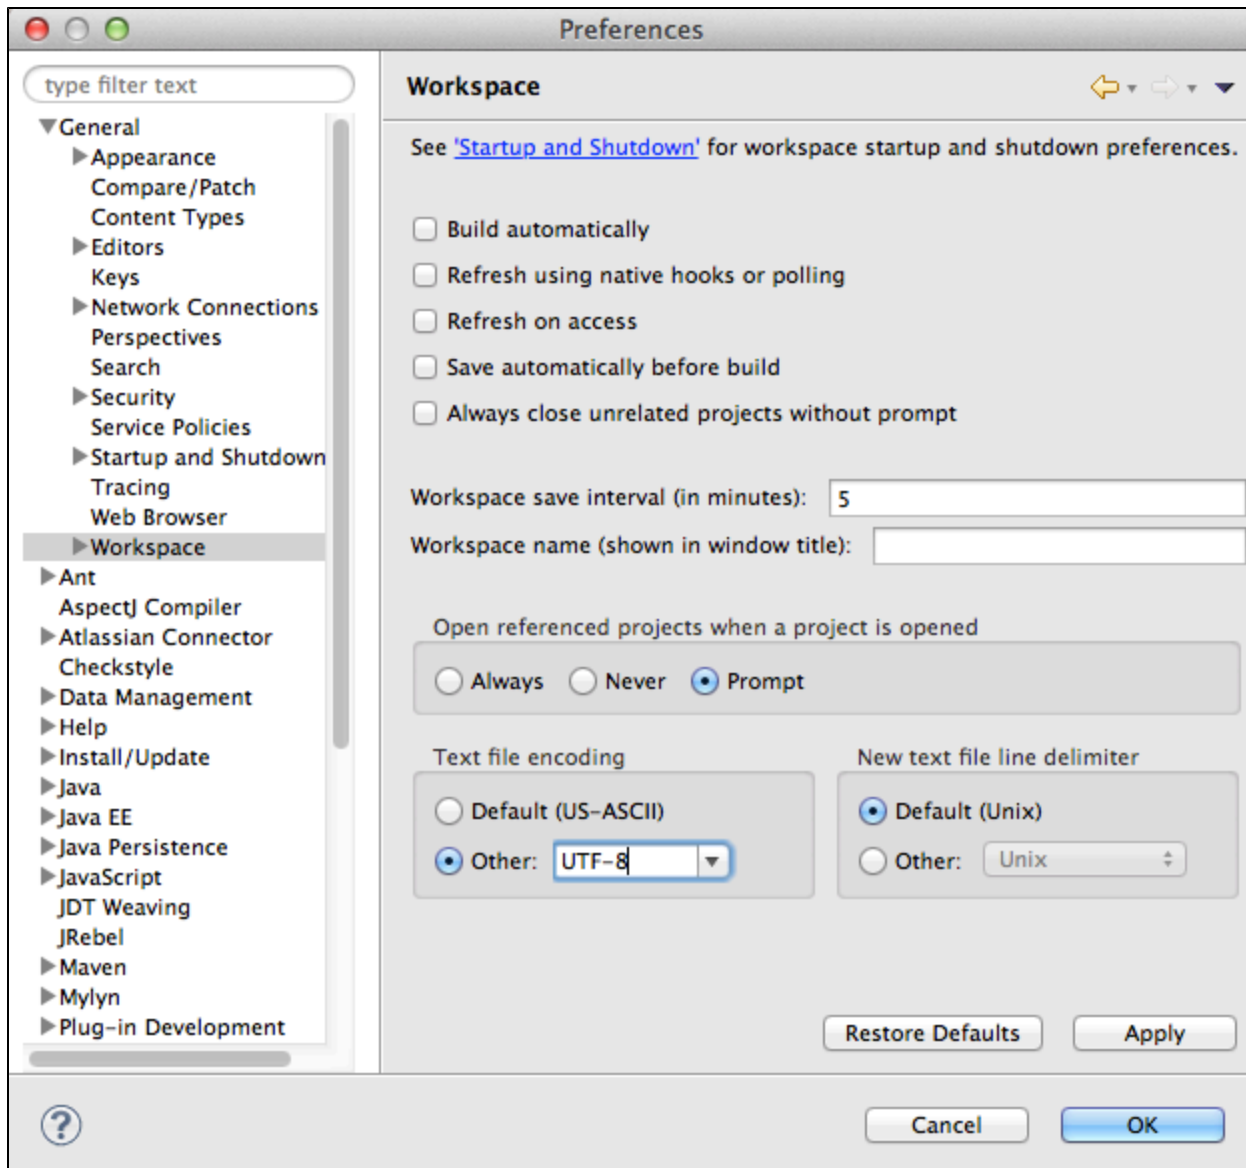 Preferences
type filter text
General
Appearance
Compare/Patch
Content Types
Editors
Keys
Network Connections
Perspectives
Search
Security
Service Policies
Startup and Shutdown
Tracing
Web Browser
Workspace
Ant
AspectJ Compiler
Atlassian Connector
Checkstyle
Data Management
Help
Install/Update
Java
Java EE
Java Persistence
JavaScript
JDT Weaving
JRebel
Maven
Mylyn
Plug-in Development
Workspace
See 'Startup and Shutdown' for workspace startup and shutdown preferences.
Build automatically
Refresh using native hooks or polling
Refresh on access
Save automatically before build
Always close unrelated projects without prompt
Workspace save interval (in minutes): 5
Workspace name (shown in window title):
Open referenced projects when a project is opened
Always Never Prompt
Text file encoding
Default (US-ASCII)
Other: UTF-8
New text file line delimiter
Default (Unix)
Other: Unix
Restore Defaults Apply
? Cancel OK